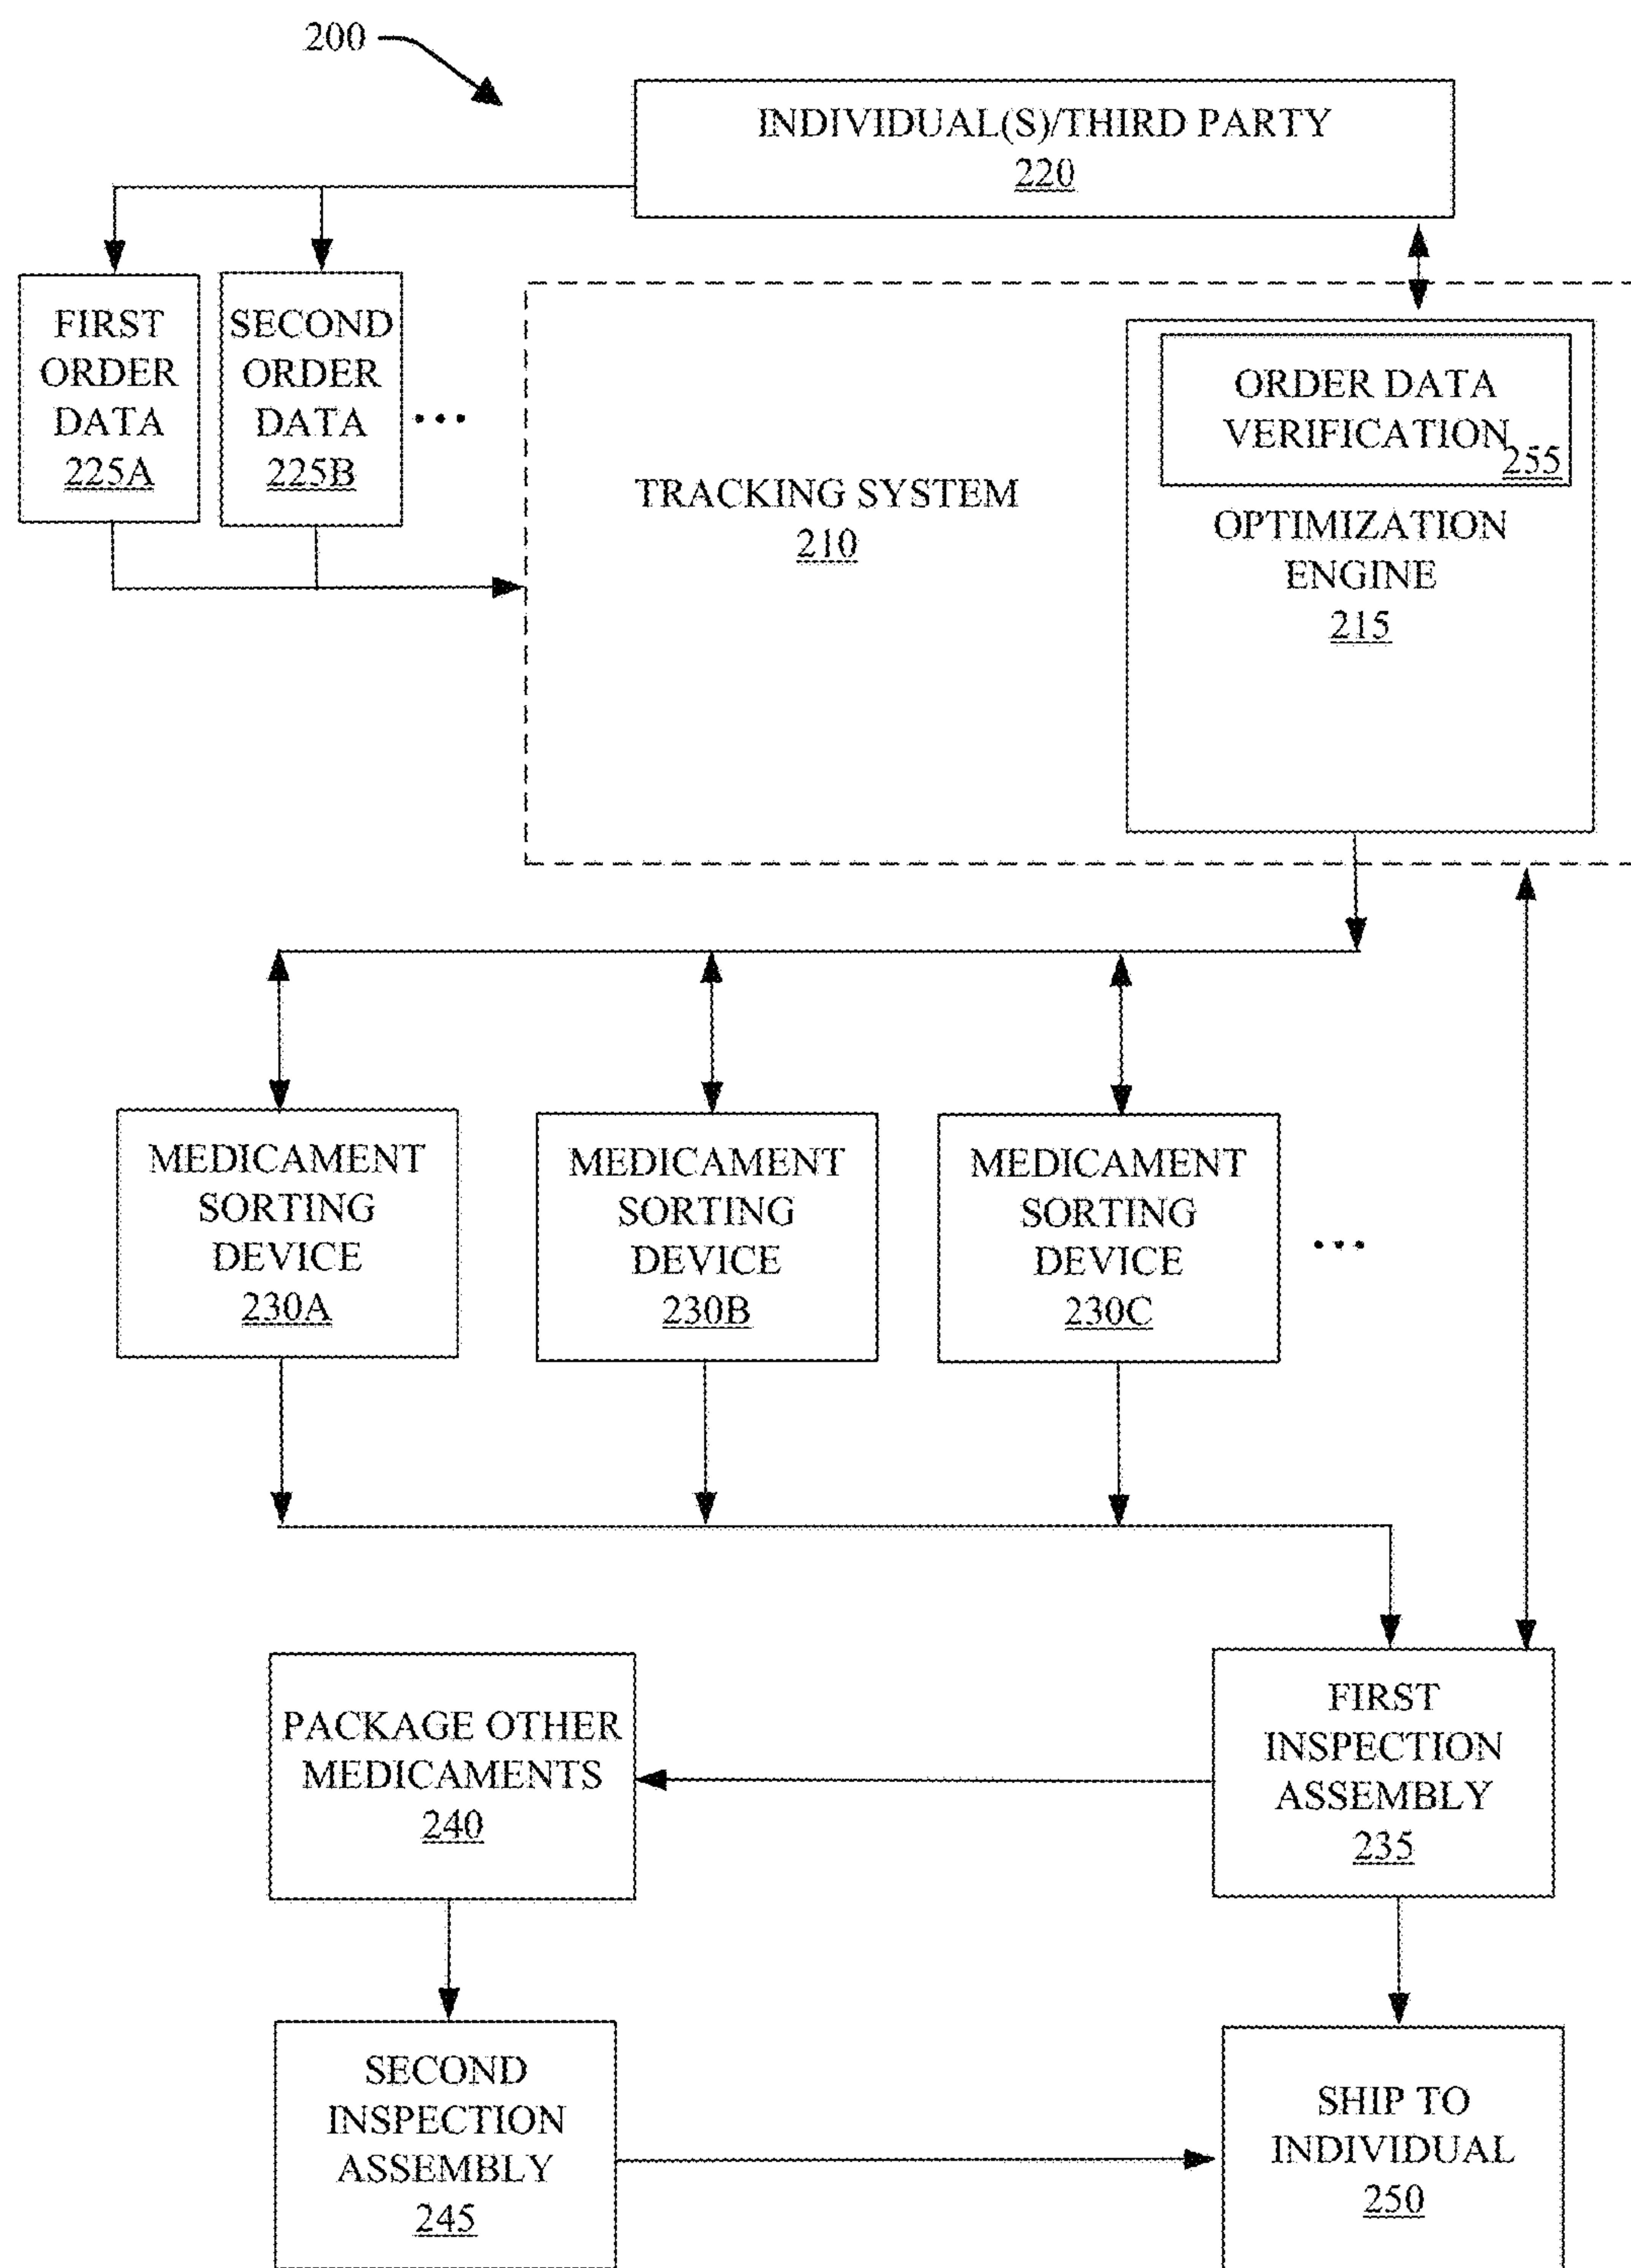 200
INDIVIDUAL(S)/THIRD PARTY
220
FIRST
ORDER
DATA
225A
SECOND
ORDER
DATA
225B
...
TRACKING SYSTEM
210
ORDER DATA
VERIFICATION
255
OPTIMIZATION
ENGINE
215
MEDICAMENT
SORTING
DEVICE
230A
MEDICAMENT
SORTING
DEVICE
230B
MEDICAMENT
SORTING
DEVICE
230C
...
PACKAGE OTHER
MEDICAMENTS
240
FIRST
INSPECTION
ASSEMBLY
235
SECOND
INSPECTION
ASSEMBLY
245
SHIP TO
INDIVIDUAL
250